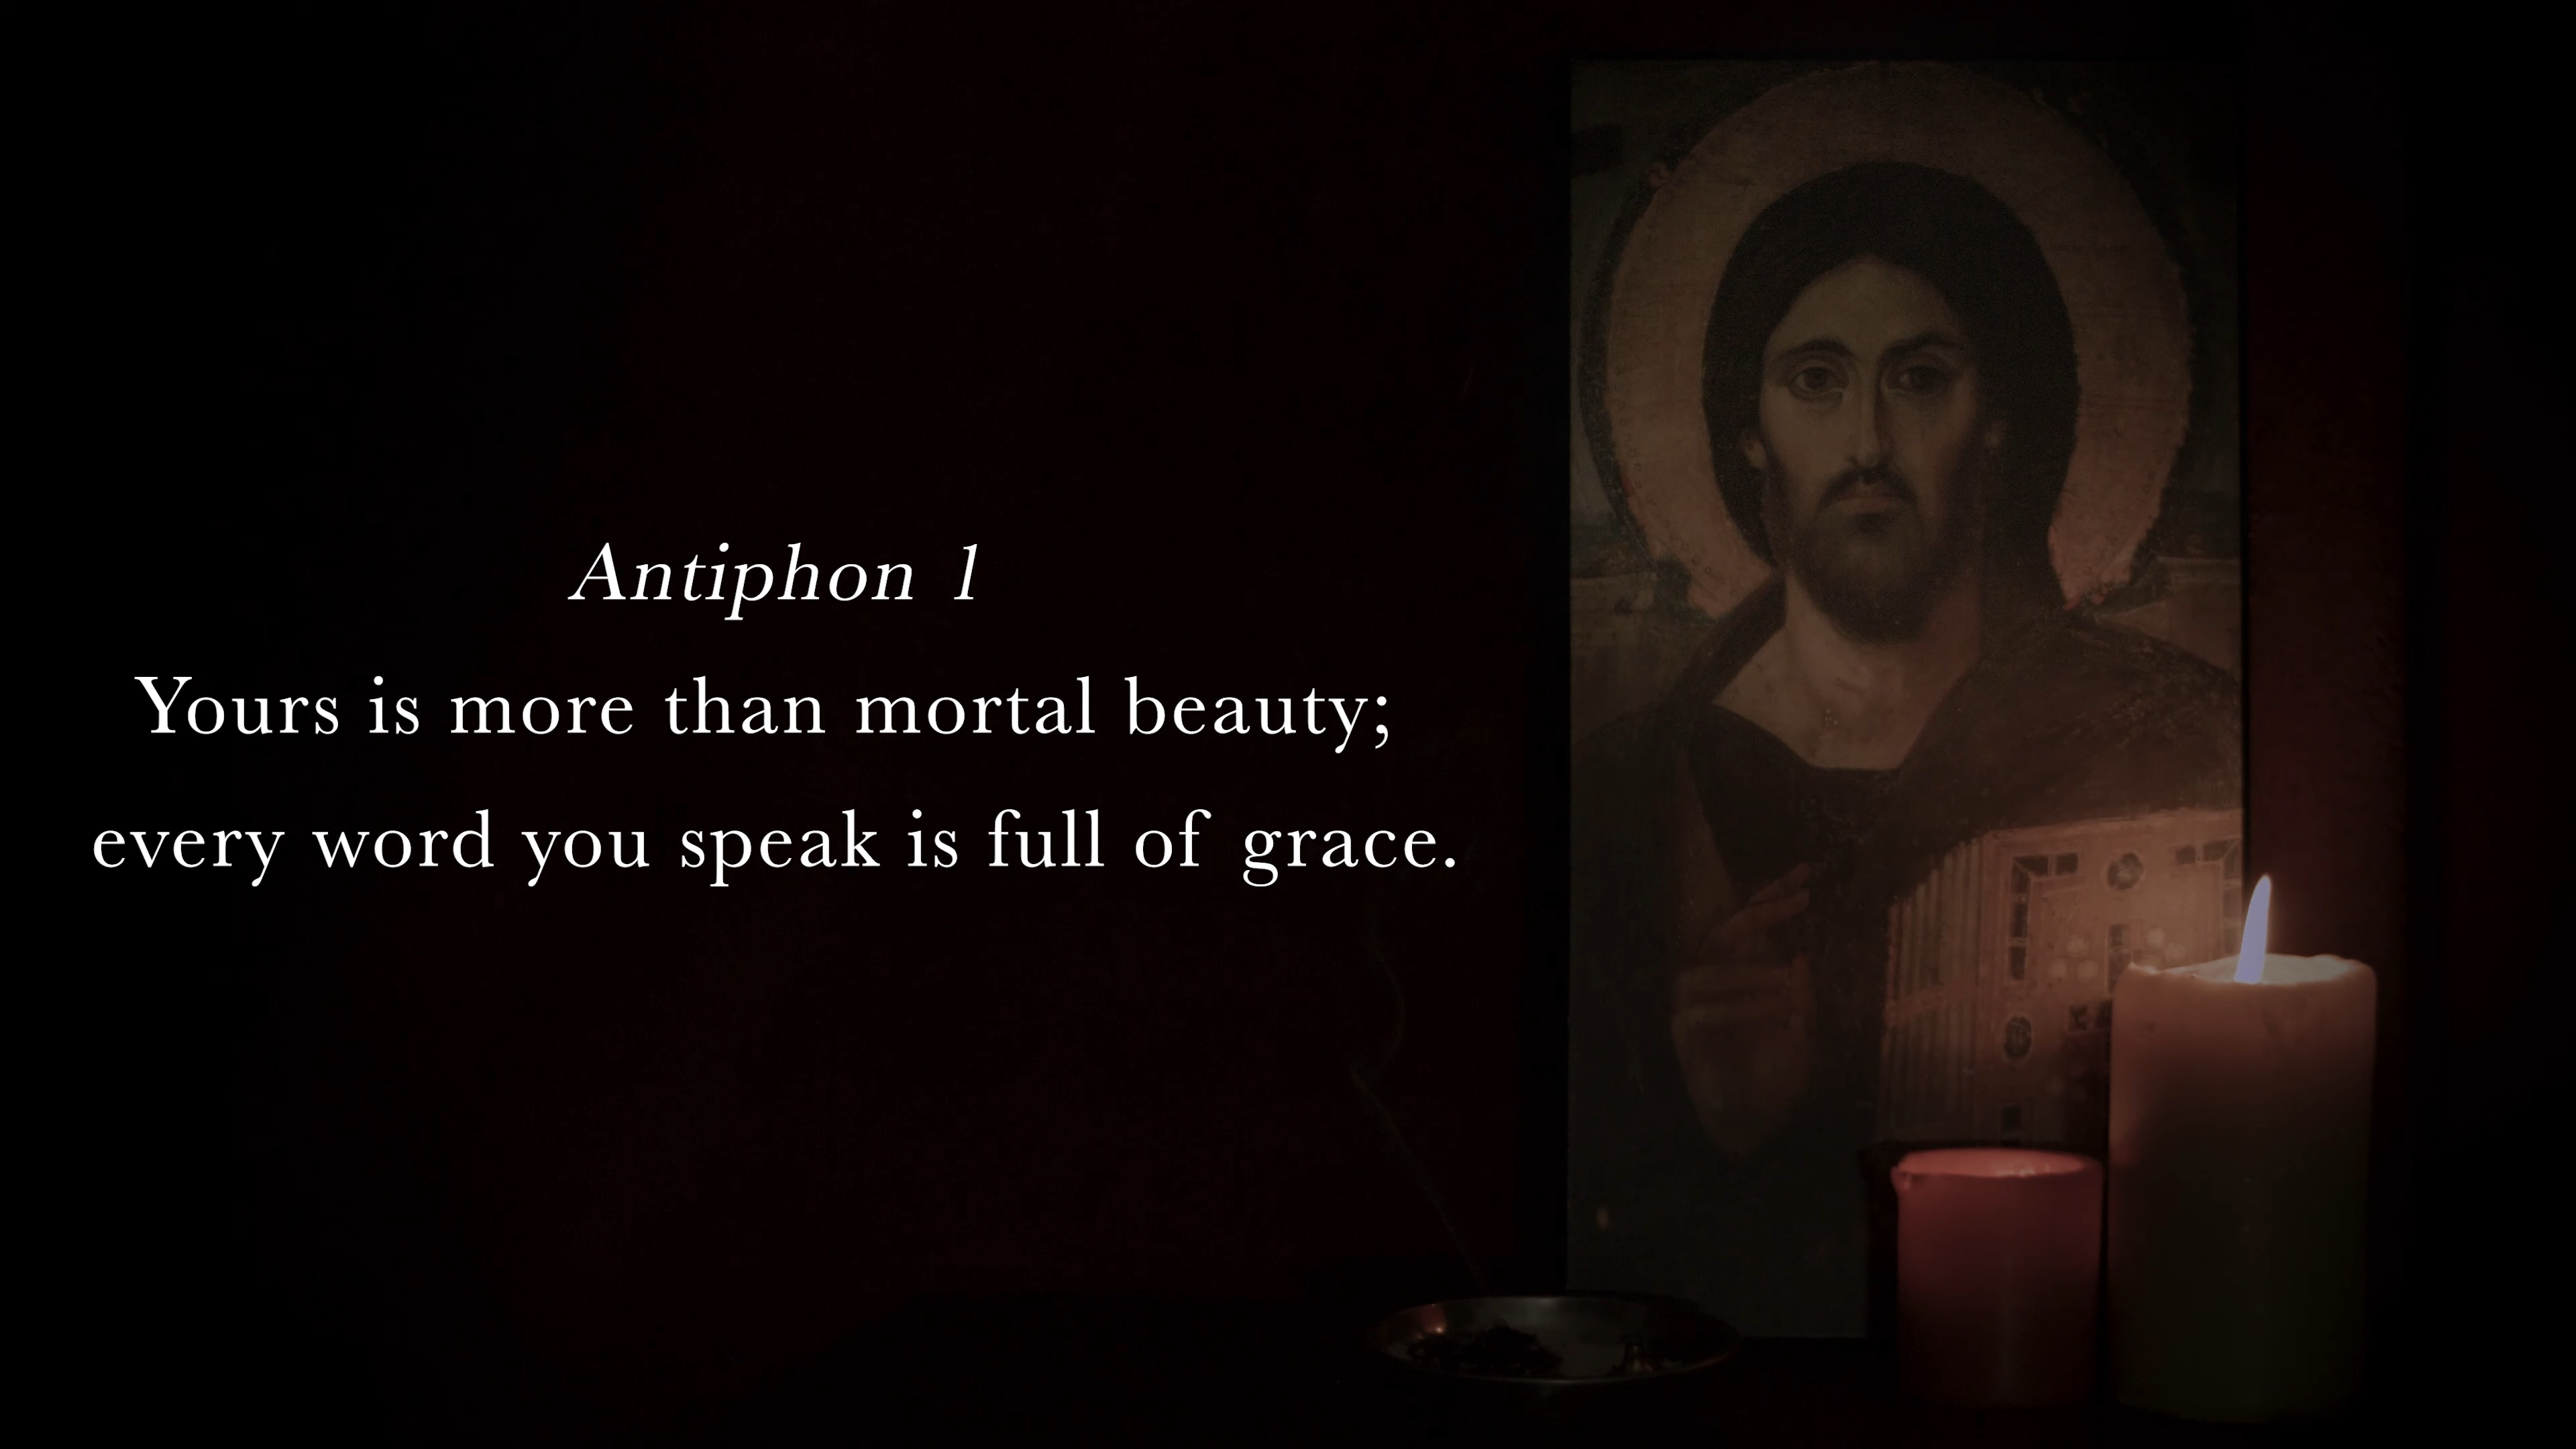 Antiphon 1
Yours is more than mortal beauty;
every word you speak is full of grace.